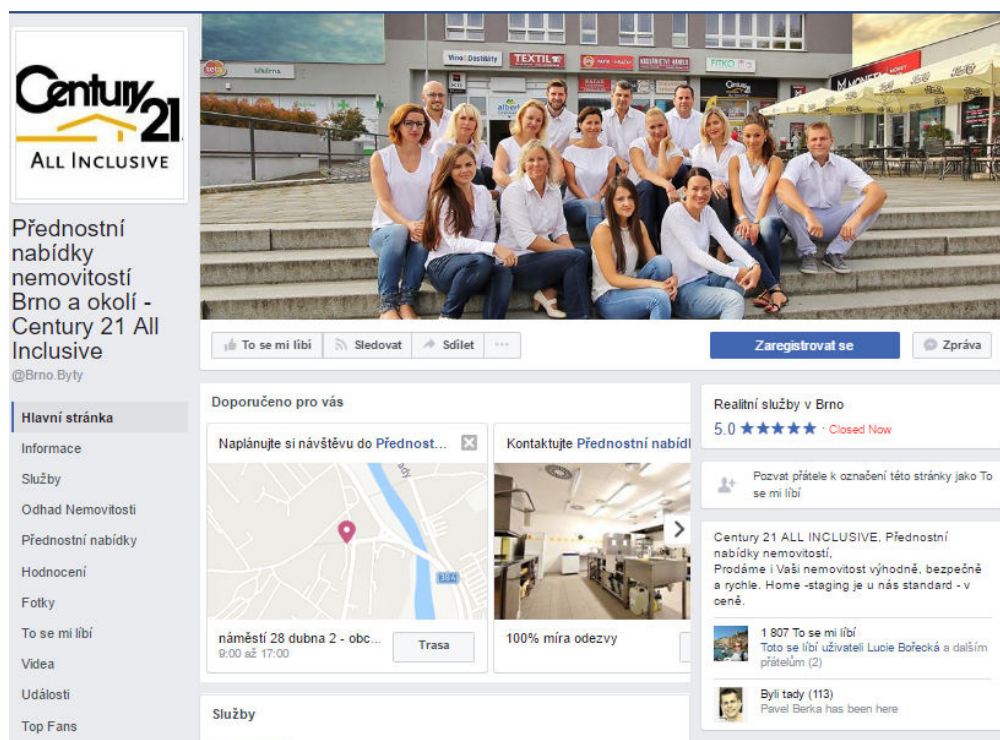 Century 21
ALL INCLUSIVE
Přednostní
nabídky
nemovitostí
Brno a okolí -
Century 21 All
Inclusive
@Brno.Byty
Hlavní stránka
Informace
Služby
Odhad Nemovitosti
Přednostní nabídky
Hodnocení
Fotky
To se mi líbí
Videa
Události
Top Fans
Víno&Destiláty
TEXTIL
FITKO
lékárna
albert
To se mi líbí
Sledovat
Sdílet
...
Zaregistrovat se
Zpráva
Doporučeno pro vás
Naplánujte si návštěvu do Přednost...
384
náměstí 28 dubna 2 - obc...
9:00 až 17:00
Trasa
Kontaktujte Přednostní nabídl
100% míra odezvy
Služby
Realitní služby v Brno
5.0 ★★★★★ · Closed Now
Pozvat přátele k označení této stránky jako To
se mi líbí
Century 21 ALL INCLUSIVE, Přednostní
nabídky nemovitostí,
Prodáme i Vaši nemovitost výhodně, bezpečně
a rychle. Home -staging je u nás standard - v
ceně.
1 807 To se mi líbí
Toto se líbí uživateli Lucie Bořecká a dalším
přátelům (2)
Byli tady (113)
Pavel Berka has been here